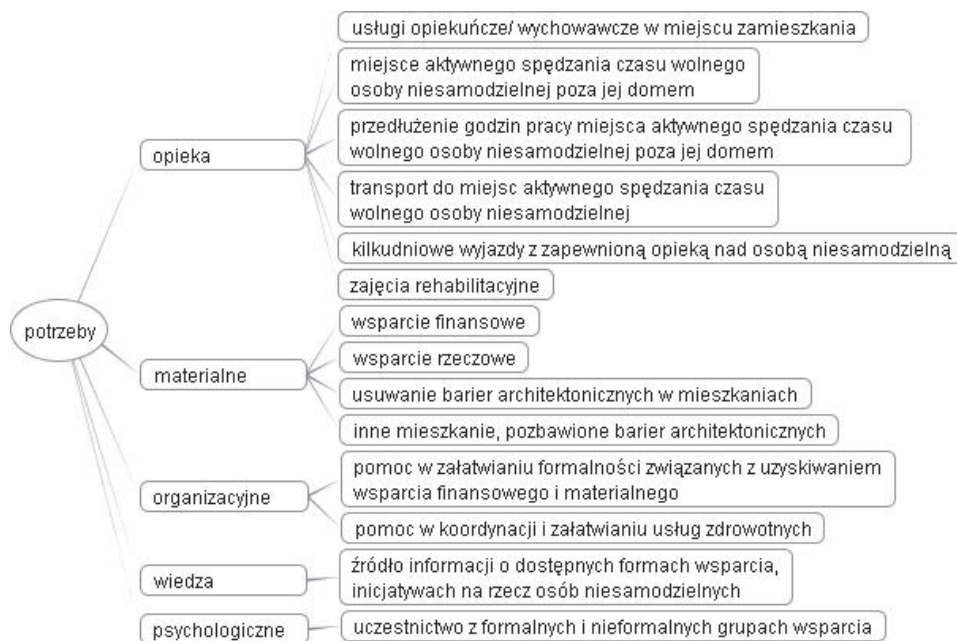 potrzeby
opieka
usługi opiekuńcze/ wychowawcze w miejscu zamieszkania
miejsce aktywnego spędzania czasu wolnego
osoby niesamodzielnej poza jej domem
przedłużenie godzin pracy miejsca aktywnego spędzania czasu
wolnego osoby niesamodzielnej poza jej domem
transport do miejsc aktywnego spędzania czasu
wolnego osoby niesamodzielnej
kilkudniowe wyjazdy z zapewnioną opieką nad osobą niesamodzielną
zajęcia rehabilitacyjne
materialne
wsparcie finansowe
wsparcie rzeczowe
usuwanie barier architektonicznych w mieszkaniach
inne mieszkanie, pozbawione barier architektonicznych
organizacyjne
pomoc w załatwianiu formalności związanych z uzyskiwaniem
wsparcia finansowego i materialnego
pomoc w koordynacji i załatwianiu usług zdrowotnych
wiedza
źródło informacji o dostępnych formach wsparcia,
inicjatywach na rzecz osób niesamodzielnych
psychologiczne
uczestnictwo z formalnych i nieformalnych grupach wsparcia